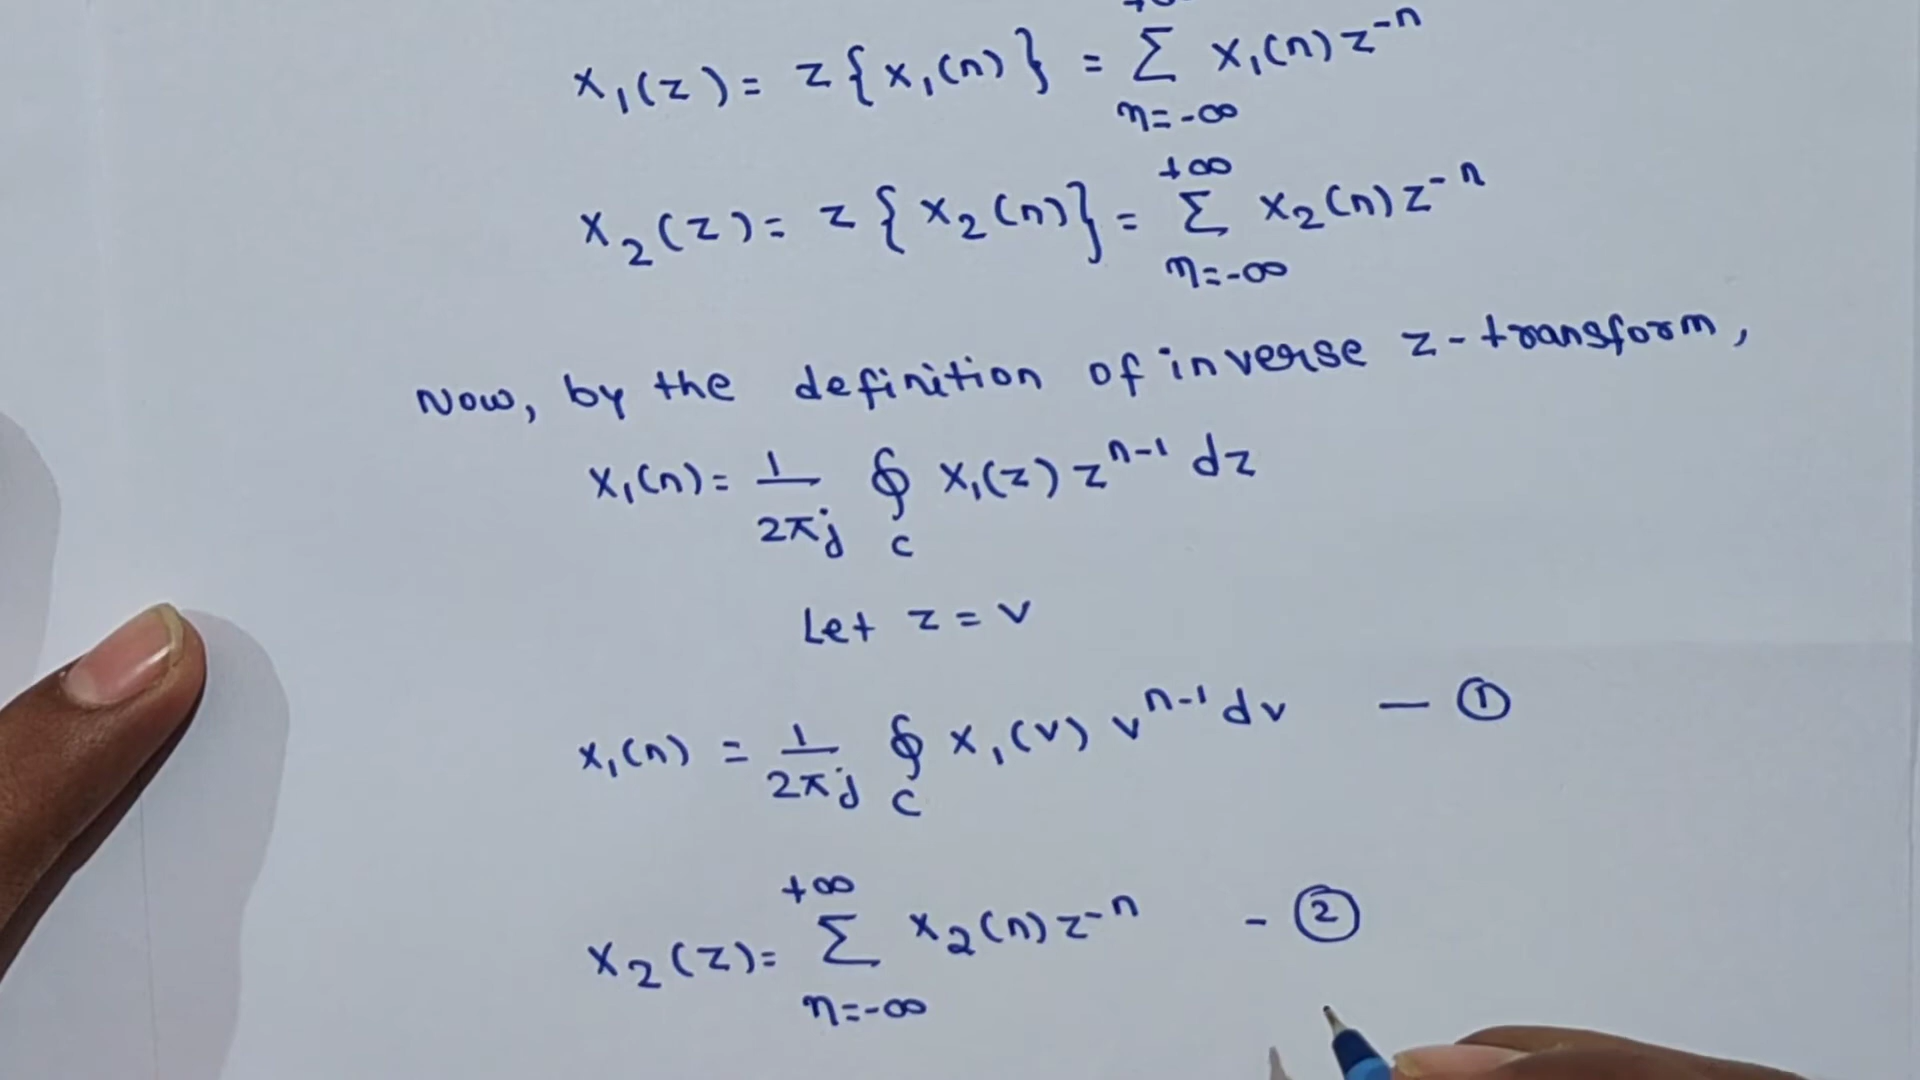 x₁(z) = z{x₁(n)} = Σ x₁(n) z⁻ⁿ
n=-∞
+∞
x₂(z) = z{x₂(n)} = Σ x₂(n) z⁻ⁿ
n=-∞
Now, by the definition of inverse z-transform,
x₁(n) = 1/2πj ∮c x₁(z) zⁿ⁻¹ dz
Let z = v
x₁(n) = 1/2πj ∮c x₁(v) vⁿ⁻¹ dv — ①
+∞
x₂(z) = Σ x₂(n) z⁻ⁿ - ②
n=-∞